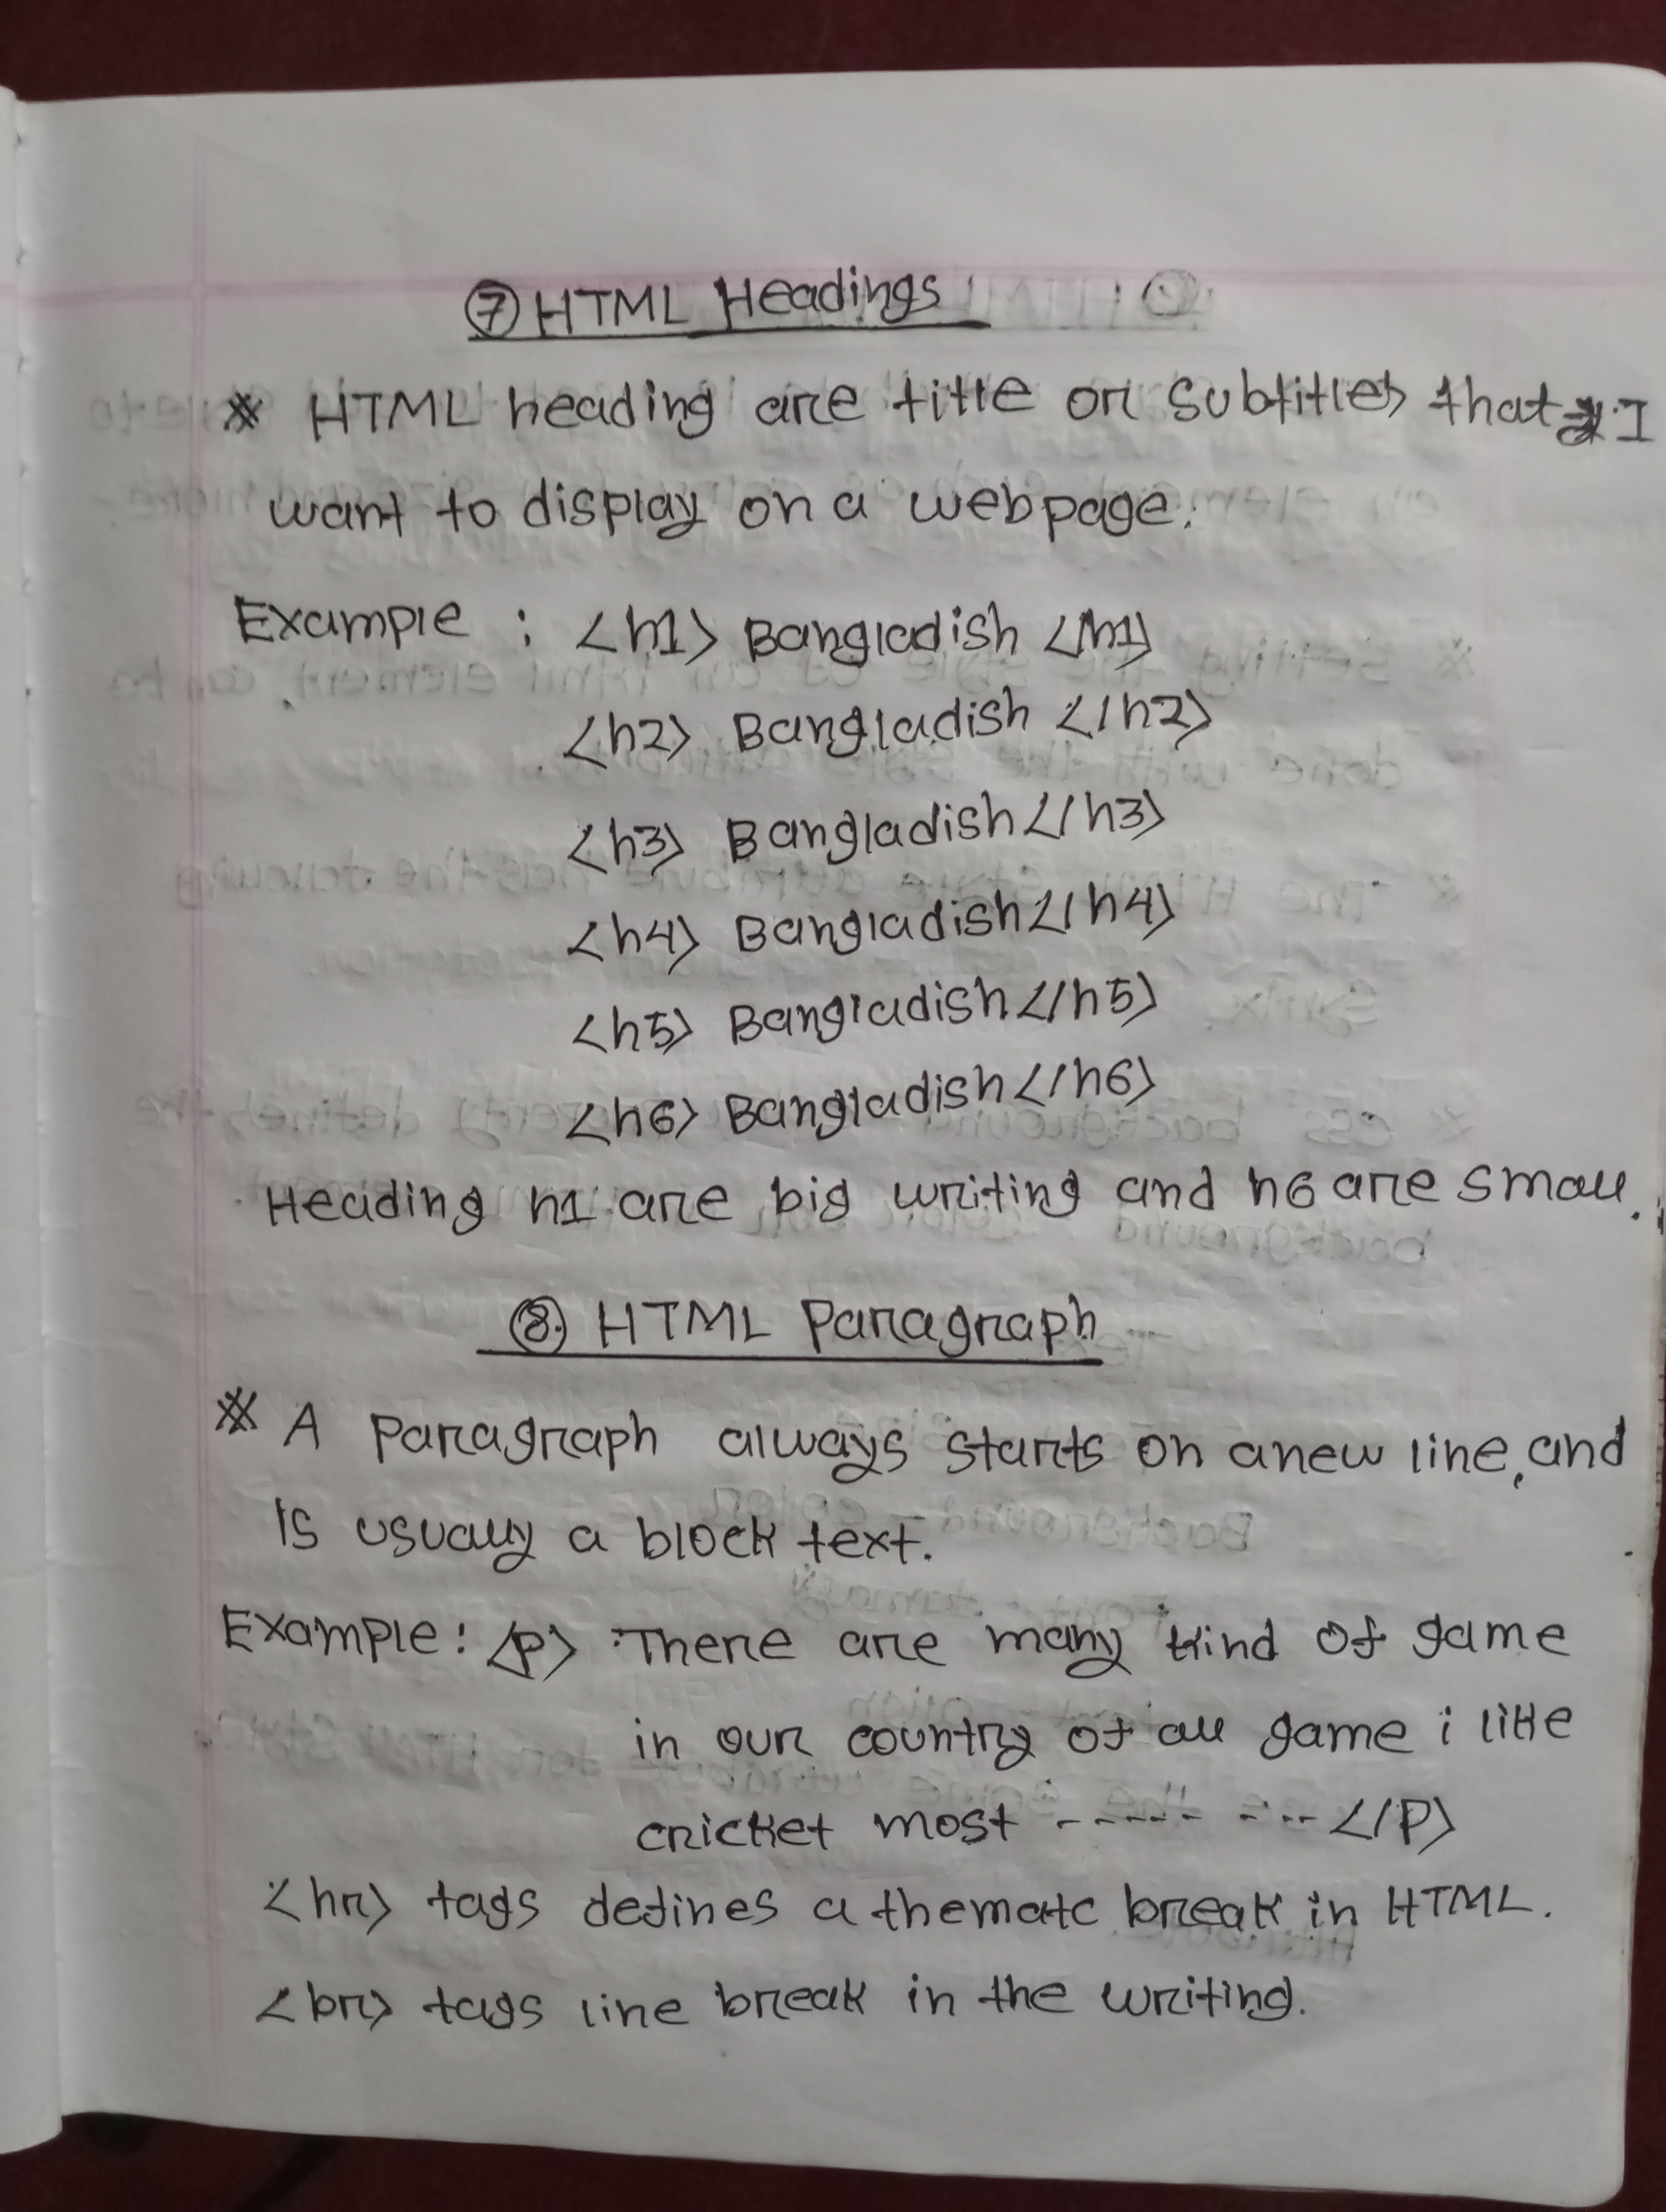 ⑦ HTML Headings
* HTML heading are title or subtitles that I
want to display on a webpage.
Example : <h1> Bangladish </h1>
<h2> Bangladish </h2>
<h3> Bangladish </h3>
<h4> Bangladish </h4>
<h5> Bangladish </h5>
<h6> Bangladish </h6>
Heading h1 are big writing and h6 are small.
⑧ HTML Paragraph
* A Paragraph always starts on a new line, and
is usually a block text.
Example : <p> There are many kind of game
in our country of all game i like
cricket most ----- --- </P>
<hr> tags defines a thematc break in HTML.
<br> tags line break in the writing.